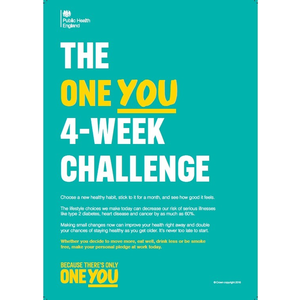 Public Health
England
THE
ONE YOU
4-WEEK
CHALLENGE
Choose a new healthy habit, stick to it for a month, and see how good it feels.
The lifestyle choices we make today can decrease our risk of serious illnesses
like type 2 diabetes, heart disease and cancer by as much as 60%.
Making small changes now can improve your health right away and double
your chances of staying healthy as you get older. It's never too late to start.
Whether you decide to move more, eat well, drink less or be smoke
free, make your personal pledge at work today.
BECAUSE THERE'S ONLY
ONE YOU